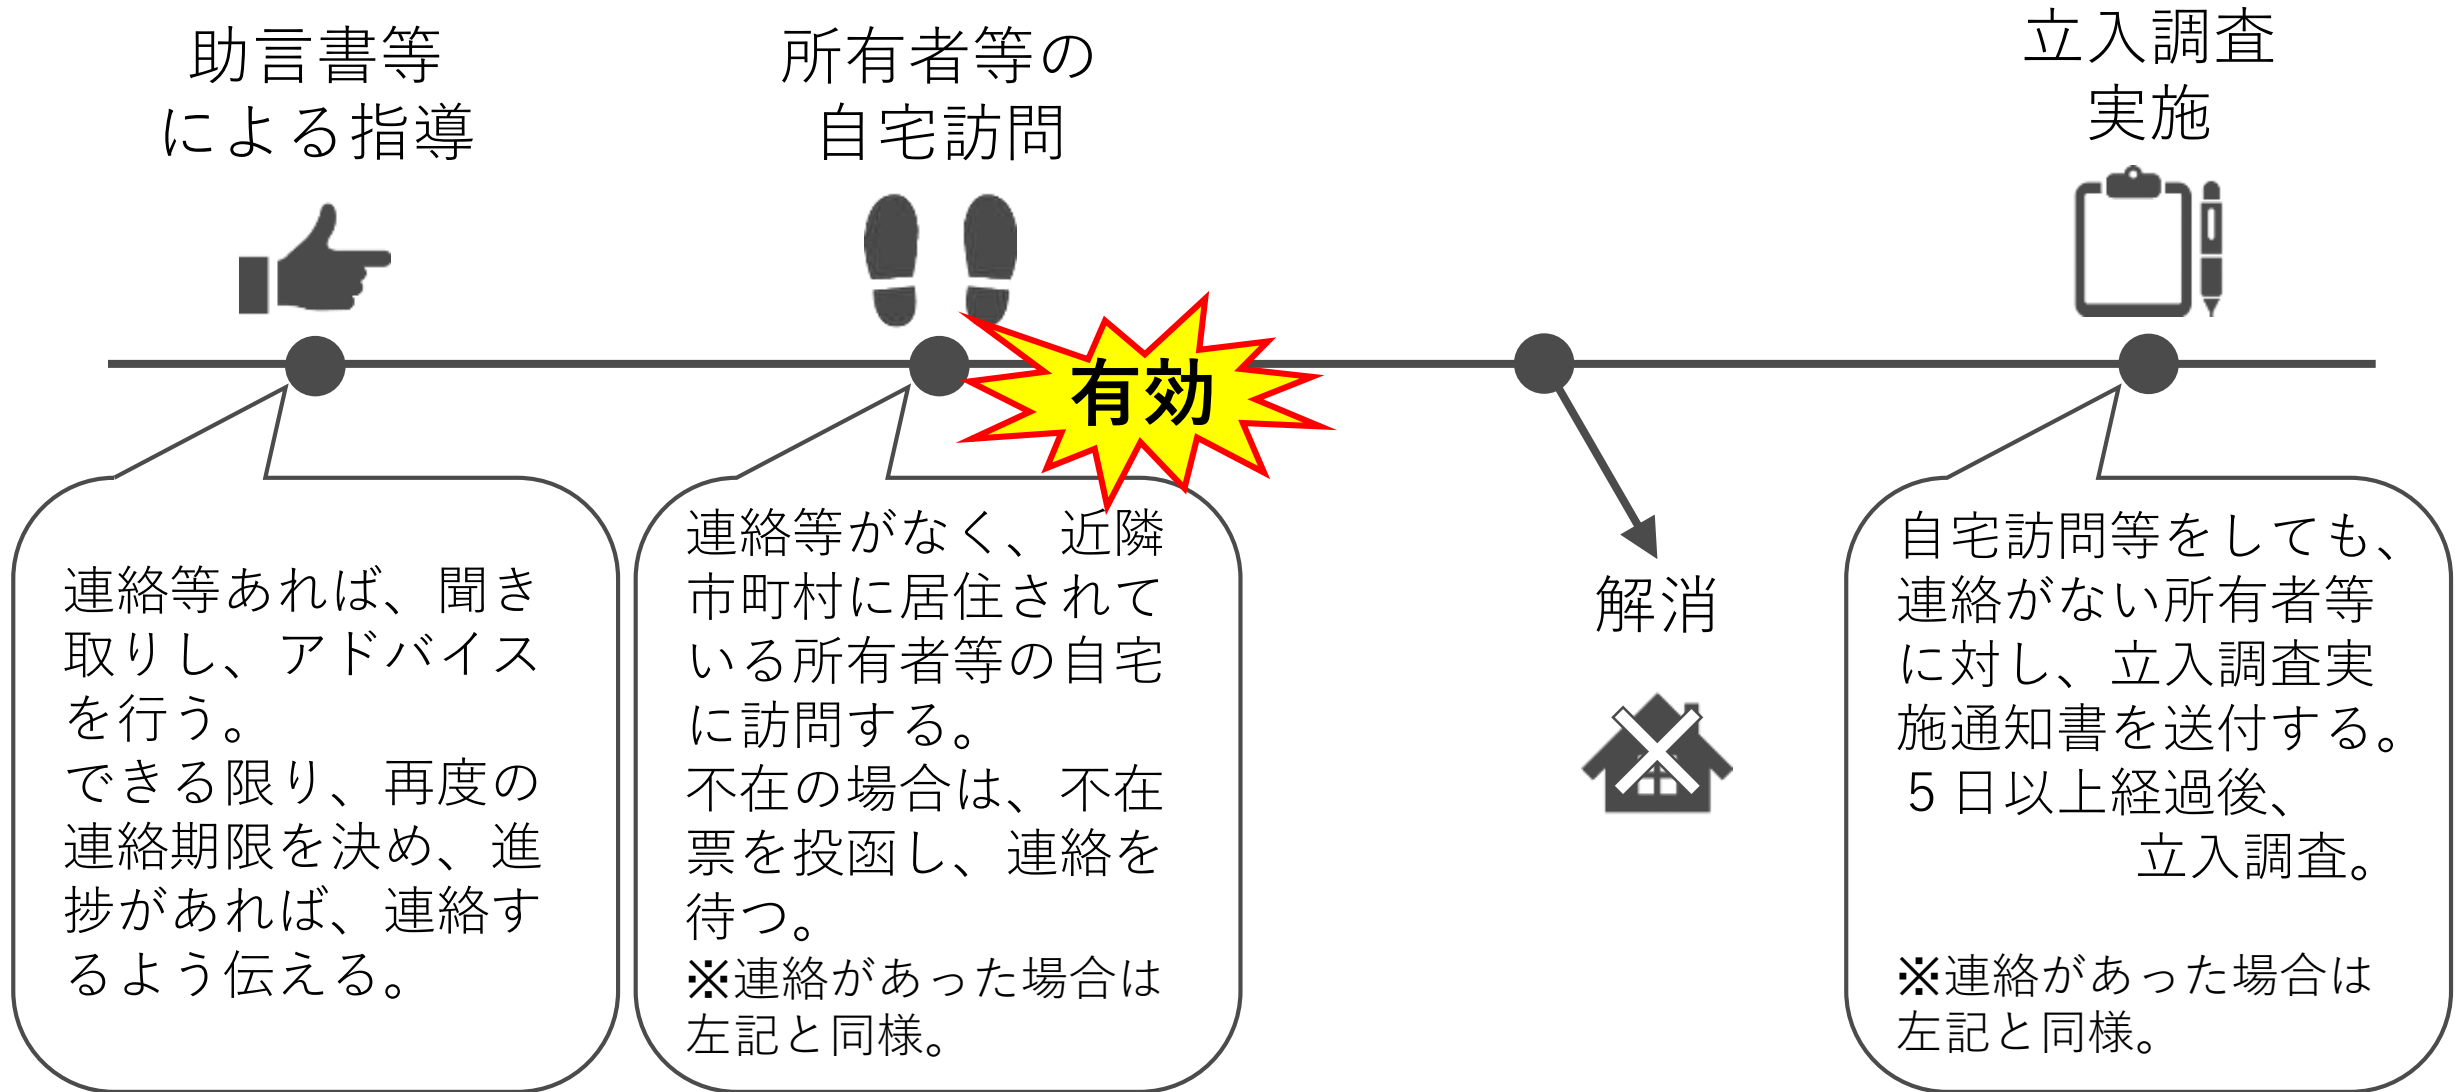 助言書等
による指導
所有者等の
自宅訪問
立入調査
実施
有効
連絡等あれば、聞き
取りし、アドバイス
を行う。
できる限り、再度の
連絡期限を決め、進
捗があれば、連絡す
るよう伝える。
連絡等がなく、近隣
市町村に居住されて
いる所有者等の自宅
に訪問する。
不在の場合は、不在
票を投函し、連絡を
待つ。
※連絡があった場合は
左記と同様。
解消
自宅訪問等をしても、
連絡がない所有者等
に対し、立入調査実
施通知書を送付する。
５日以上経過後、
立入調査。
※連絡があった場合は
左記と同様。